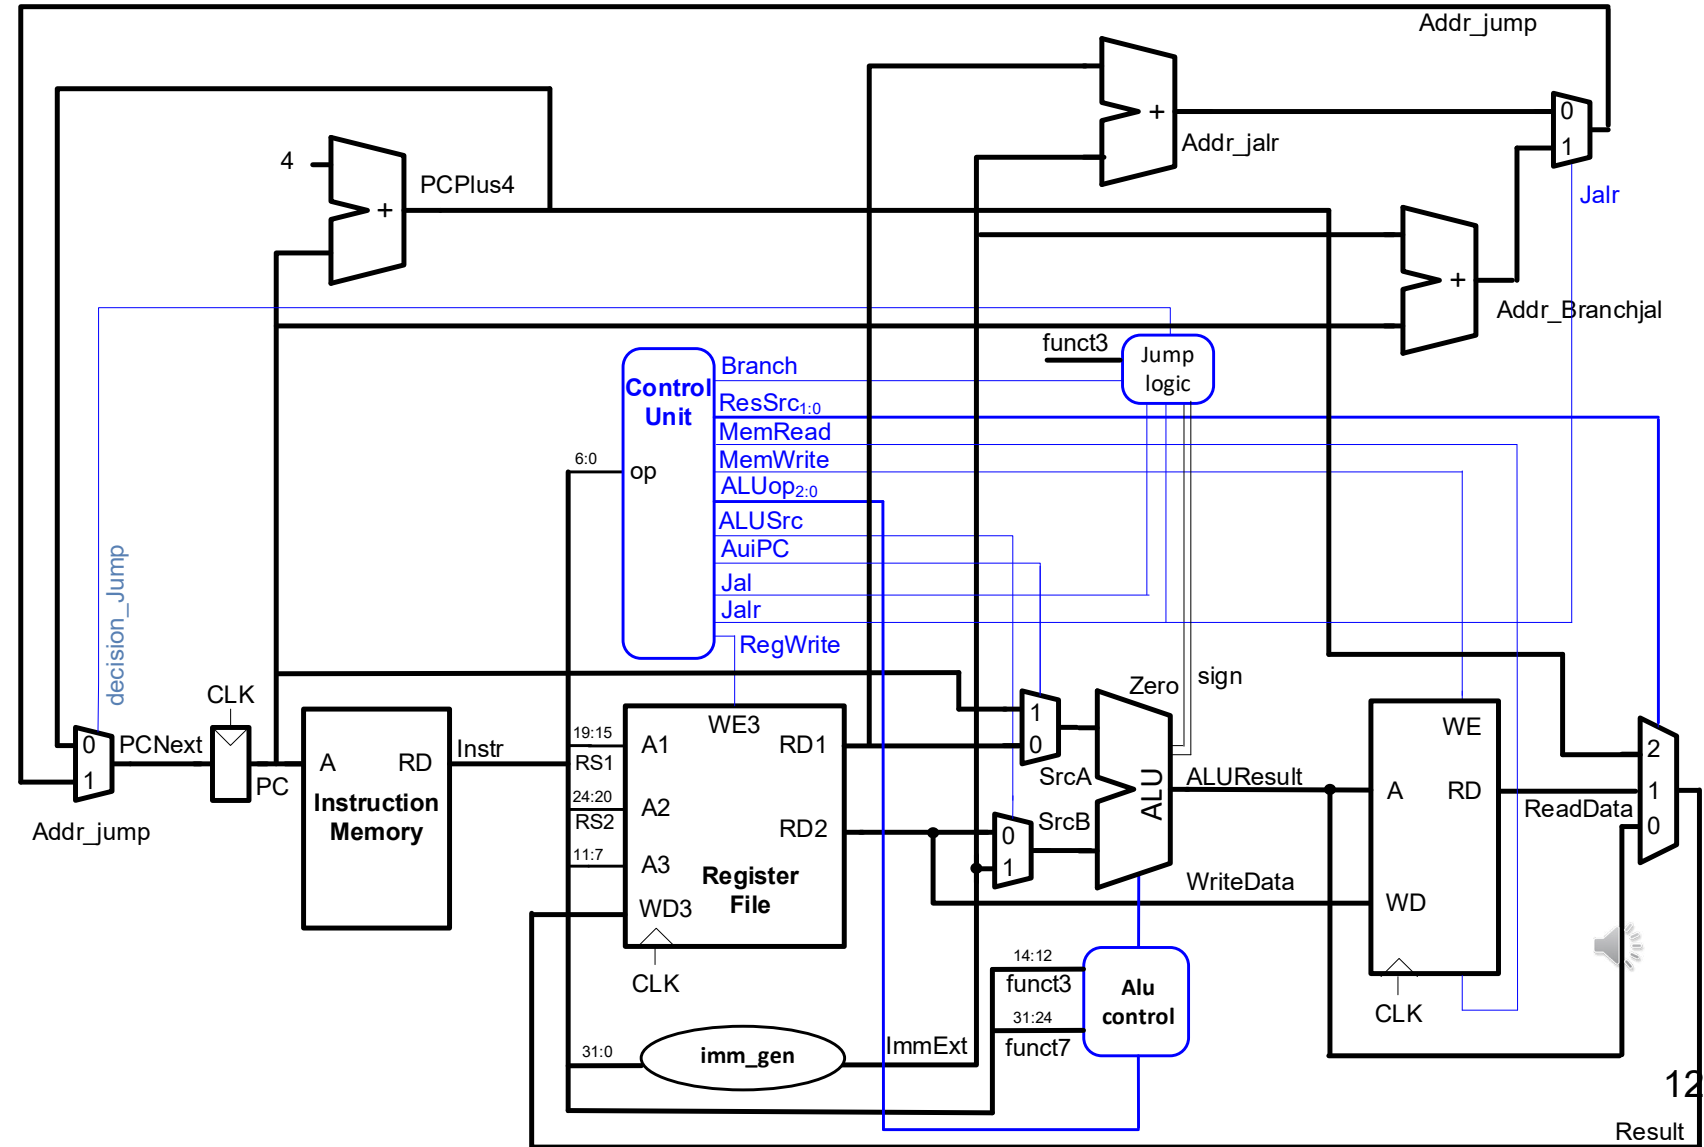 Addr_jump
+
0
1
Addr_jalr
4
PCPlus4
+
Jalr
+
Addr_Branchjal
funct3
Jump
logic
Control
Unit
op
6:0
Branch
ResSrc1:0
MemRead
MemWrite
ALUop2:0
ALUSrc
AuiPC
Jal
Jalr
RegWrite
decision_Jump
CLK
0
1
PCNext
PC
Addr_jump
A
RD
Instruction
Memory
Instr
19:15
RS1
24:20
RS2
11:7
A1
A2
A3
WD3
WE3
RD1
RD2
Register
File
CLK
1
0
SrcA
0
1
SrcB
Zero
sign
ALU
ALUResult
WriteData
WE
A
RD
WD
CLK
ReadData
2
1
0
31:0
imm_gen
ImmExt
14:12
funct3
31:24
funct7
Alu
control
12
Result